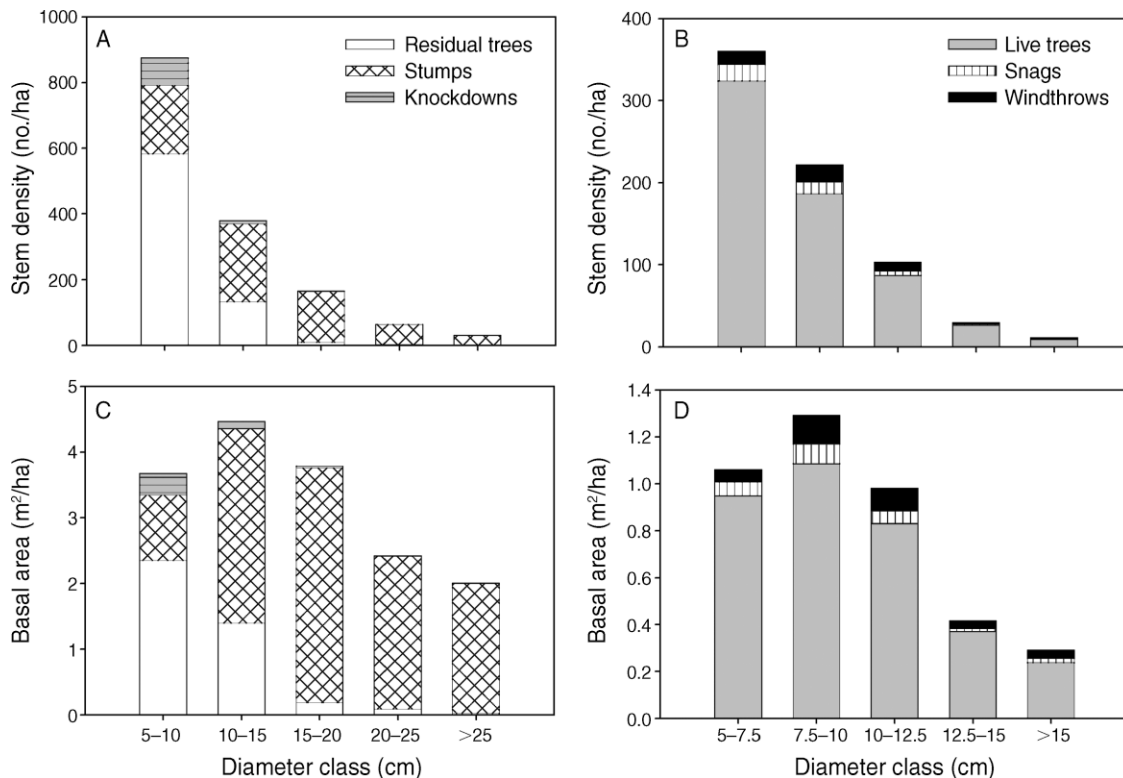 A
Residual trees
Stumps
Knockdowns
Stem density (no./ha)
1000
800
600
400
200
0
B
Live trees
Snags
Windthrows
Stem density (no./ha)
400
300
200
100
0
C
Basal area (m²/ha)
5
4
3
2
1
0
5–10
10–15
15–20
20–25
>25
Diameter class (cm)
D
Basal area (m²/ha)
1.4
1.2
1.0
0.8
0.6
0.4
0.2
0.0
5–7.5
7.5–10
10–12.5
12.5–15
>15
Diameter class (cm)